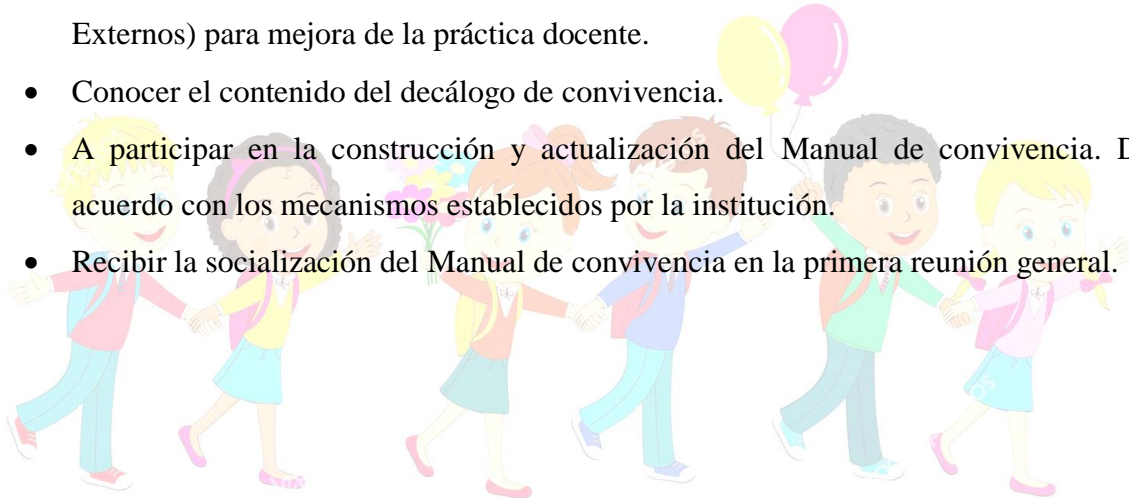 Externos) para mejora de la práctica docente.
• Conocer el contenido del decálogo de convivencia.
• A participar en la construcción y actualización del Manual de convivencia. D
acuerdo con los mecanismos establecidos por la institución.
• Recibir la socialización del Manual de convivencia en la primera reunión general.